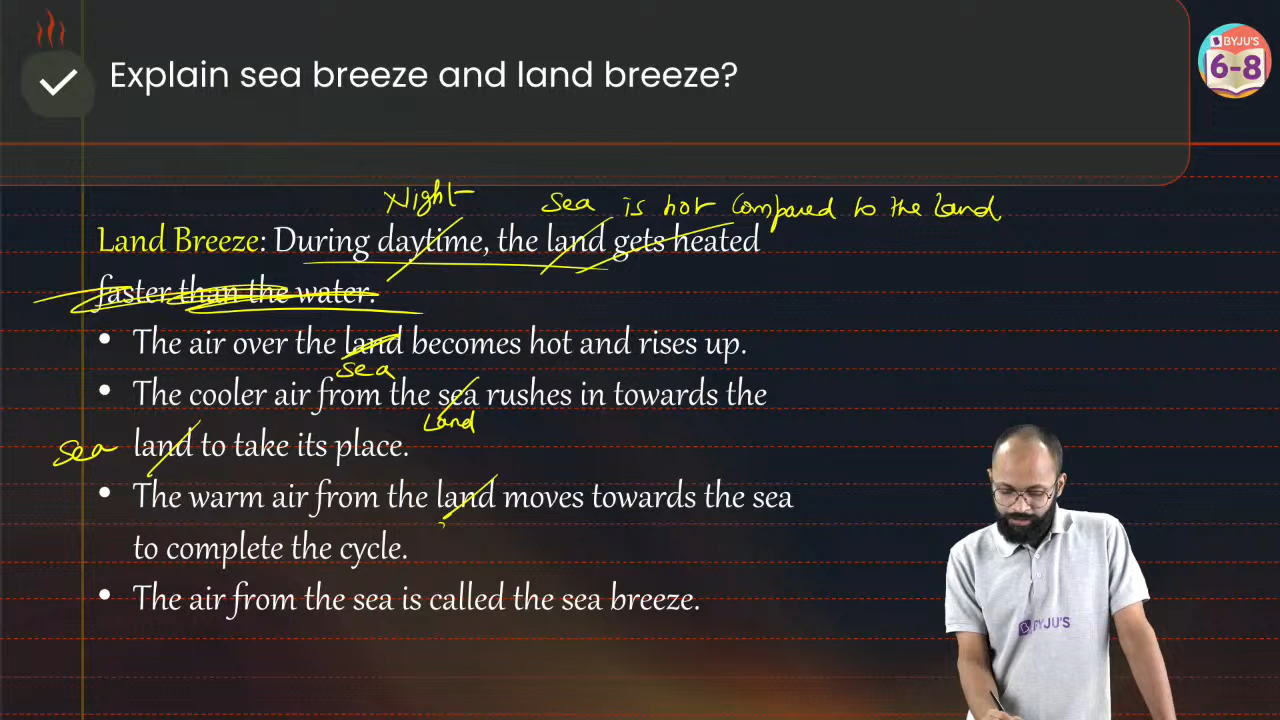 Explain sea breeze and land breeze?
BYJU'S
6-8
Night
Sea is hot compared to the Land
Land Breeze: During daytime, the land gets heated
faster than the water.
• The air over the land becomes hot and rises up.
Sea
• The cooler air from the sea rushes in towards the
Land
Sea land to take its place.
• The warm air from the land moves towards the sea
to complete the cycle.
• The air from the sea is called the sea breeze.
BYJU'S